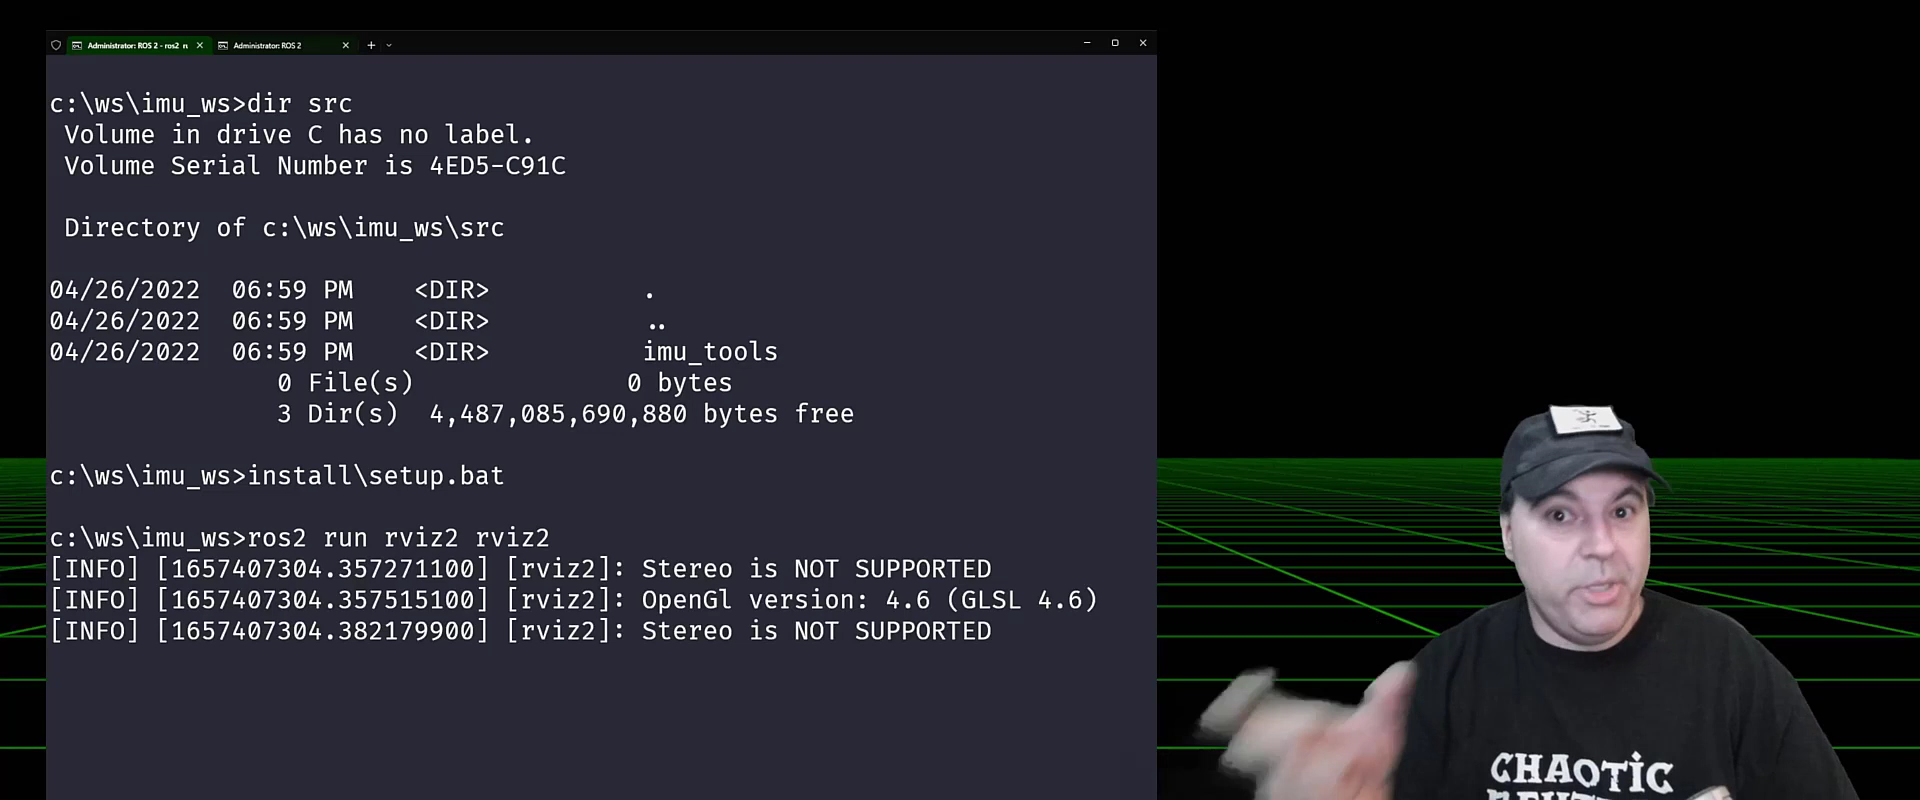 Administrator: ROS 2 - ros2 r
Administrator: ROS 2
c:\ws\imu_ws>dir src
Volume in drive C has no label.
Volume Serial Number is 4ED5-C91C
Directory of c:\ws\imu_ws\src
04/26/2022  06:59 PM    <DIR>          .
04/26/2022  06:59 PM    <DIR>          ..
04/26/2022  06:59 PM    <DIR>          imu_tools
0 File(s)              0 bytes
3 Dir(s)  4,487,085,690,880 bytes free
c:\ws\imu_ws>install\setup.bat
c:\ws\imu_ws>ros2 run rviz2 rviz2
[INFO] [1657407304.357271100] [rviz2]: Stereo is NOT SUPPORTED
[INFO] [1657407304.357515100] [rviz2]: OpenGl version: 4.6 (GLSL 4.6)
[INFO] [1657407304.382179900] [rviz2]: Stereo is NOT SUPPORTED
CHAOTIC